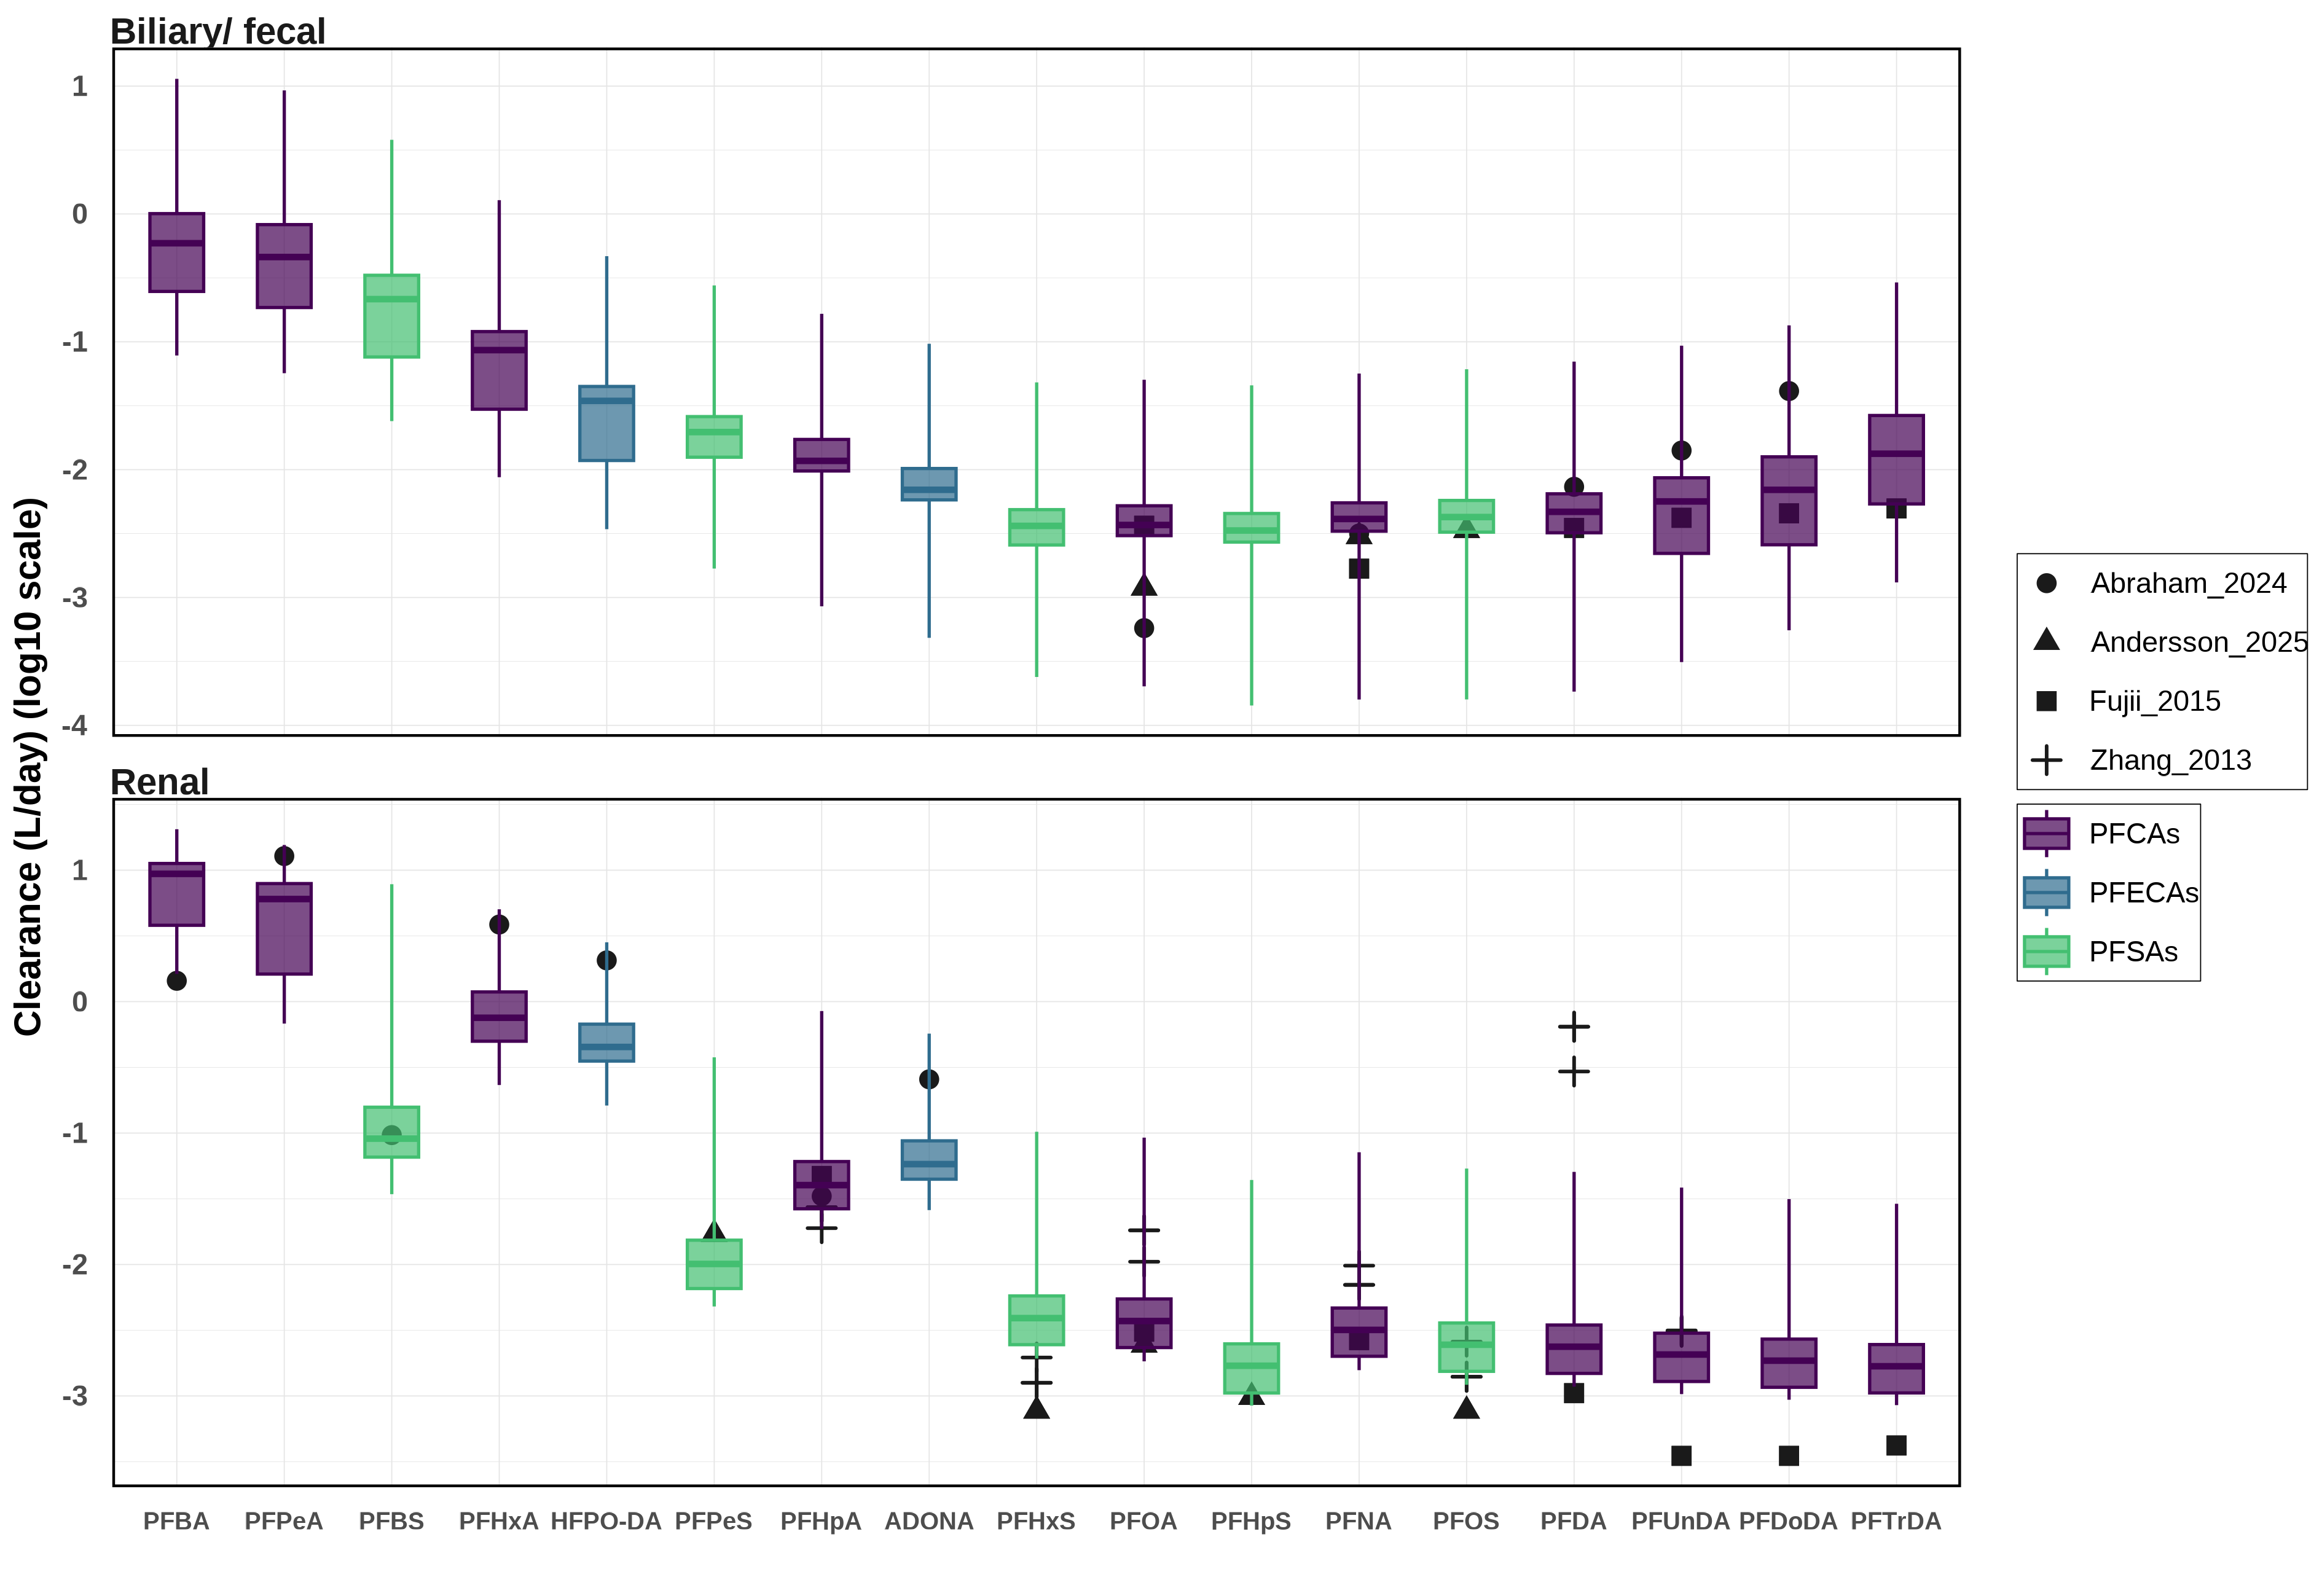 Biliary/ fecal
1
0
-1
-2
-3
-4
Clearance (L/day) (log10 scale)
Renal
1
0
-1
-2
-3
PFBA PFPeA PFBS PFHxA HFPO-DA PFPeS PFHpA ADONA PFHxS PFOA PFHpS PFNA PFOS PFDA PFUnDA PFDoDA PFTrDA
Abraham_2024
Andersson_2025
Fujii_2015
Zhang_2013
PFCAs
PFECAs
PFSAs